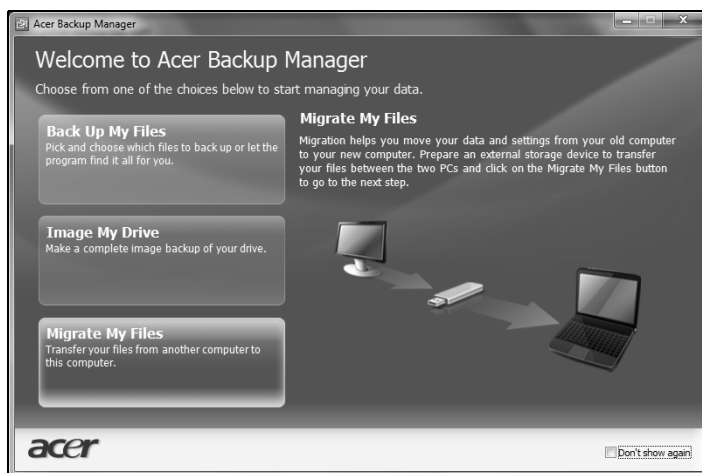 Acer Backup Manager
Welcome to Acer Backup Manager
Choose from one of the choices below to start managing your data.
Back Up My Files
Pick and choose which files to back up or let the
program find it all for you.
Image My Drive
Make a complete image backup of your drive.
Migrate My Files
Transfer your files from another computer to
this computer.
Migrate My Files
Migration helps you move your data and settings from your old computer
to your new computer. Prepare an external storage device to transfer
your files between the two PCs and click on the Migrate My Files button
to go to the next step.
acer
Don't show again